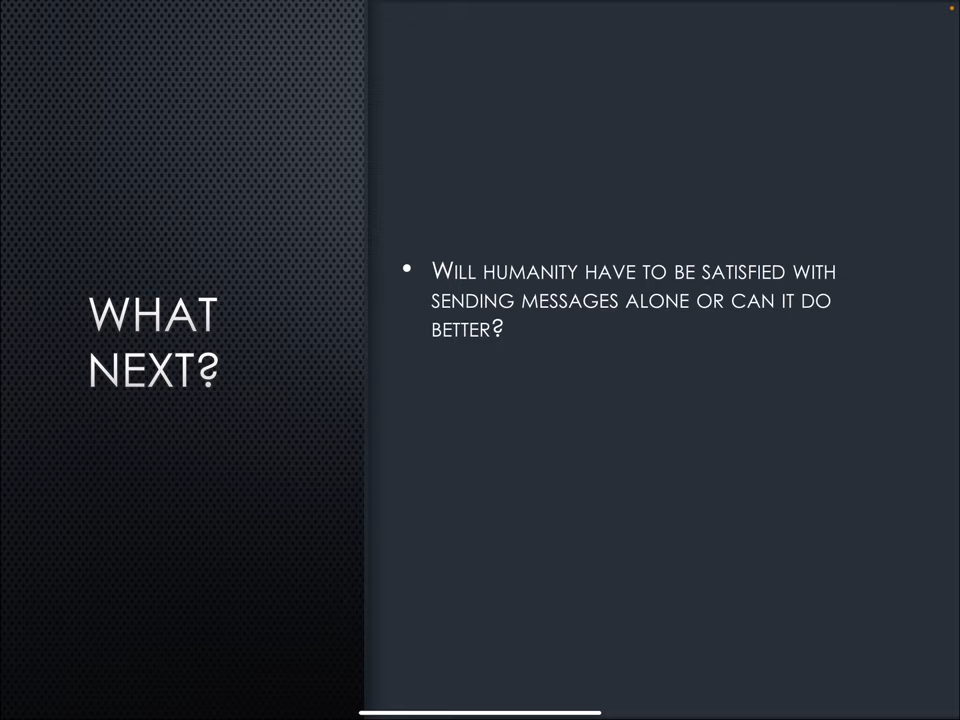 WHAT
NEXT?
• WILL HUMANITY HAVE TO BE SATISFIED WITH
SENDING MESSAGES ALONE OR CAN IT DO
BETTER?